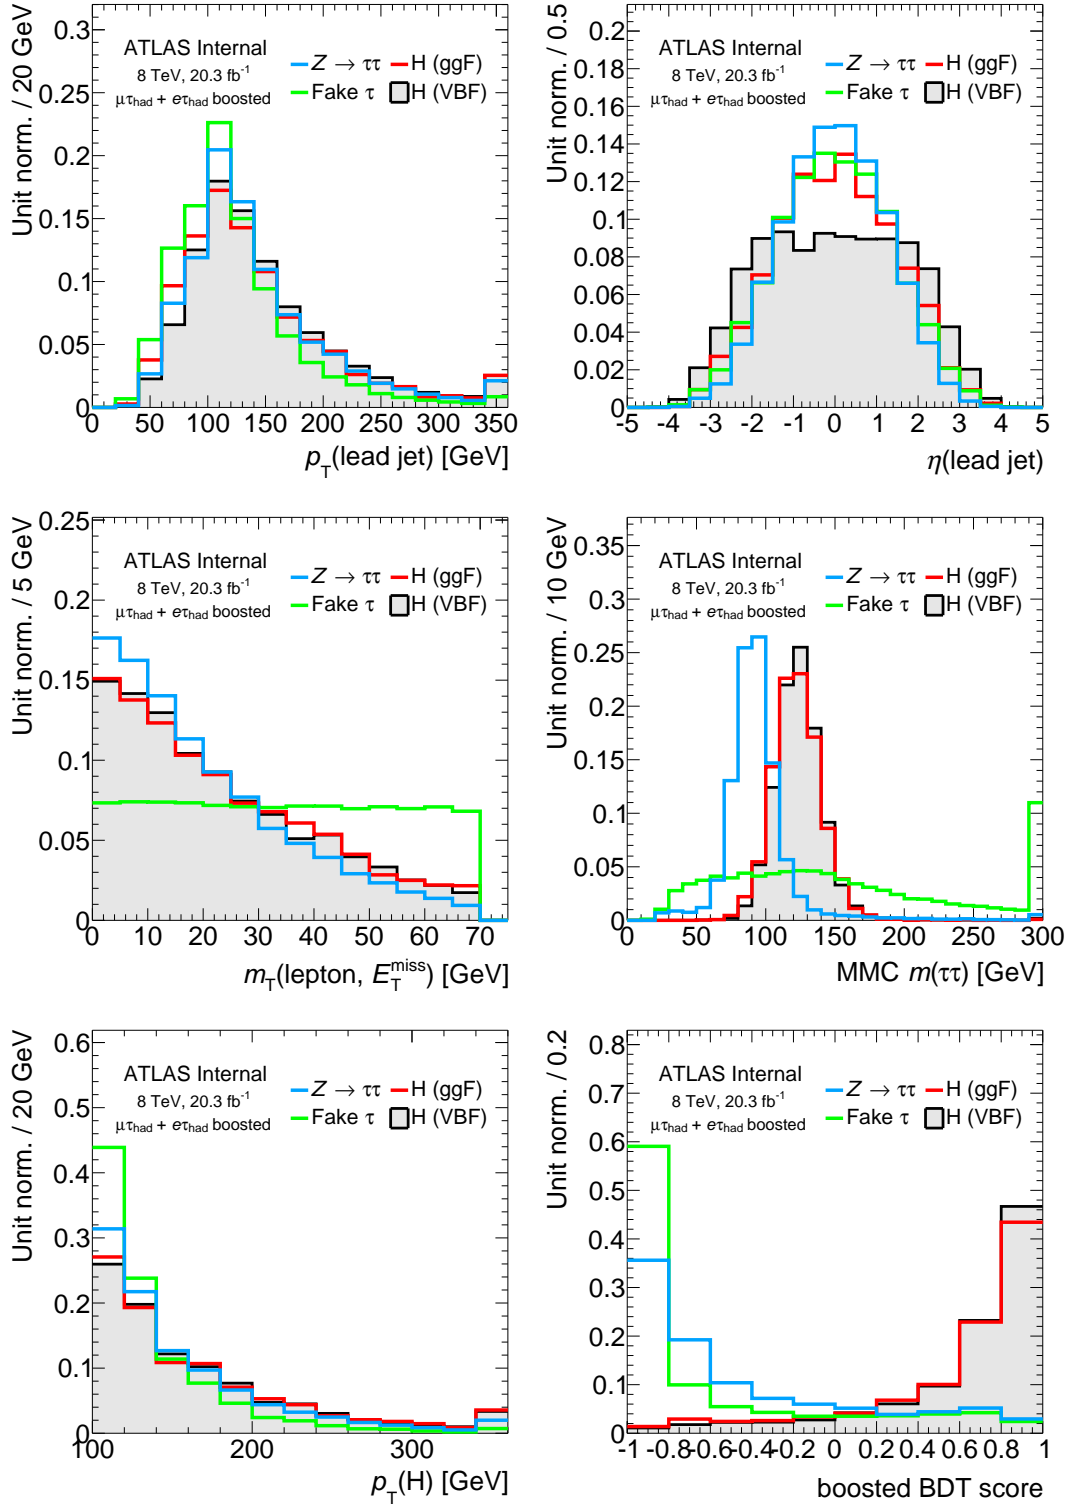 Unit norm. / 20 GeV
0.3
0.25
0.2
0.15
0.1
0.05
0
ATLAS Internal
8 TeV, 20.3 fb⁻¹
μτhad + eτhad boosted
Z → ττ
H (ggF)
Fake τ
H (VBF)
0 50 100 150 200 250 300 350
pT(lead jet) [GeV]
Unit norm. / 0.5
0.2
0.18
0.16
0.14
0.12
0.1
0.08
0.06
0.04
0.02
0
ATLAS Internal
8 TeV, 20.3 fb⁻¹
μτhad + eτhad boosted
Z → ττ
H (ggF)
Fake τ
H (VBF)
-5 -4 -3 -2 -1 0 1 2 3 4 5
η(lead jet)
Unit norm. / 5 GeV
0.25
0.2
0.15
0.1
0.05
0
ATLAS Internal
8 TeV, 20.3 fb⁻¹
μτhad + eτhad boosted
Z → ττ
H (ggF)
Fake τ
H (VBF)
0 10 20 30 40 50 60 70
mT(lepton, ETmiss) [GeV]
Unit norm. / 10 GeV
0.35
0.3
0.25
0.2
0.15
0.1
0.05
0
ATLAS Internal
8 TeV, 20.3 fb⁻¹
μτhad + eτhad boosted
Z → ττ
H (ggF)
Fake τ
H (VBF)
0 50 100 150 200 250 300
MMC m(ττ) [GeV]
Unit norm. / 20 GeV
0.6
0.5
0.4
0.3
0.2
0.1
0
ATLAS Internal
8 TeV, 20.3 fb⁻¹
μτhad + eτhad boosted
Z → ττ
H (ggF)
Fake τ
H (VBF)
100 200 300
pT(H) [GeV]
Unit norm. / 0.2
0.8
0.7
0.6
0.5
0.4
0.3
0.2
0.1
0
ATLAS Internal
8 TeV, 20.3 fb⁻¹
μτhad + eτhad boosted
Z → ττ
H (ggF)
Fake τ
H (VBF)
-1 -0.8 -0.6 -0.4 -0.2 0 0.2 0.4 0.6 0.8 1
boosted BDT score